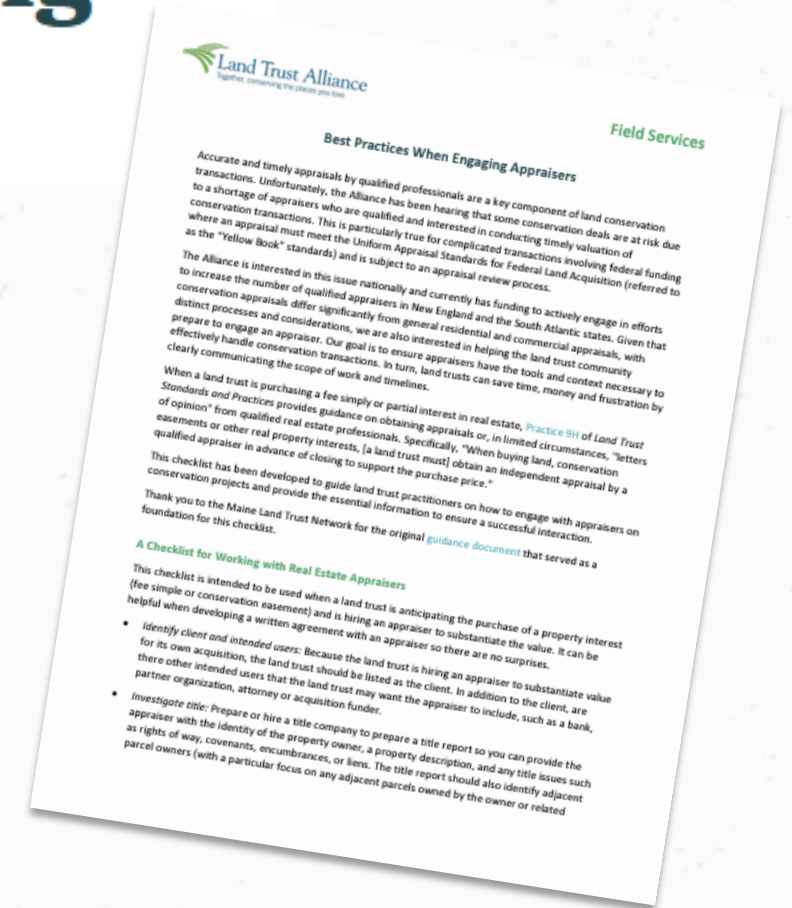 g
Land Trust Alliance
Together, conserving the places you love
Field Services
Best Practices When Engaging Appraisers
Accurate and timely appraisals by qualified professionals are a key component of land conservation
transactions. Unfortunately, the Alliance has been hearing that some conservation deals are at risk due
to a shortage of appraisers who are qualified and interested in conducting timely valuation of
conservation transactions. This is particularly true for complicated transactions involving federal funding
where an appraisal must meet the Uniform Appraisal Standards for Federal Land Acquisition (referred to
as the "Yellow Book" standards) and is subject to an appraisal review process.
The Alliance is interested in this issue nationally and currently has funding to actively engage in efforts
to increase the number of qualified appraisers in New England and the South Atlantic states. Given that
conservation appraisals differ significantly from general residential and commercial appraisals, with
distinct processes and considerations, we are also interested in helping the land trust community
prepare to engage an appraiser. Our goal is to ensure appraisers have the tools and context necessary to
effectively handle conservation transactions. In turn, land trusts can save time, money and frustration by
clearly communicating the scope of work and timelines.
When a land trust is purchasing a fee simply or partial interest in real estate, Practice 9H of Land Trust
Standards and Practices provides guidance on obtaining appraisals or, in limited circumstances, "letters
of opinion" from qualified real estate professionals. Specifically, "When buying land, conservation
easements or other real property interests, [a land trust must] obtain an independent appraisal by a
qualified appraiser in advance of closing to support the purchase price."
This checklist has been developed to guide land trust practitioners on how to engage with appraisers on
conservation projects and provide the essential information to ensure a successful interaction.
Thank you to the Maine Land Trust Network for the original guidance document that served as a
foundation for this checklist.
A Checklist for Working with Real Estate Appraisers
This checklist is intended to be used when a land trust is anticipating the purchase of a property interest
(fee simple or conservation easement) and is hiring an appraiser to substantiate the value. It can be
helpful when developing a written agreement with an appraiser so there are no surprises.
• Identify client and intended users: Because the land trust is hiring an appraiser to substantiate value
for its own acquisition, the land trust should be listed as the client. In addition to the client, are
there other intended users that the land trust may want the appraiser to include, such as a bank,
partner organization, attorney or acquisition funder.
• Investigate title: Prepare or hire a title company to prepare a title report so you can provide the
appraiser with the identity of the property owner, a property description, and any title issues such
as rights of way, covenants, encumbrances, or liens. The title report should also identify adjacent
parcel owners (with a particular focus on any adjacent parcels owned by the owner or related